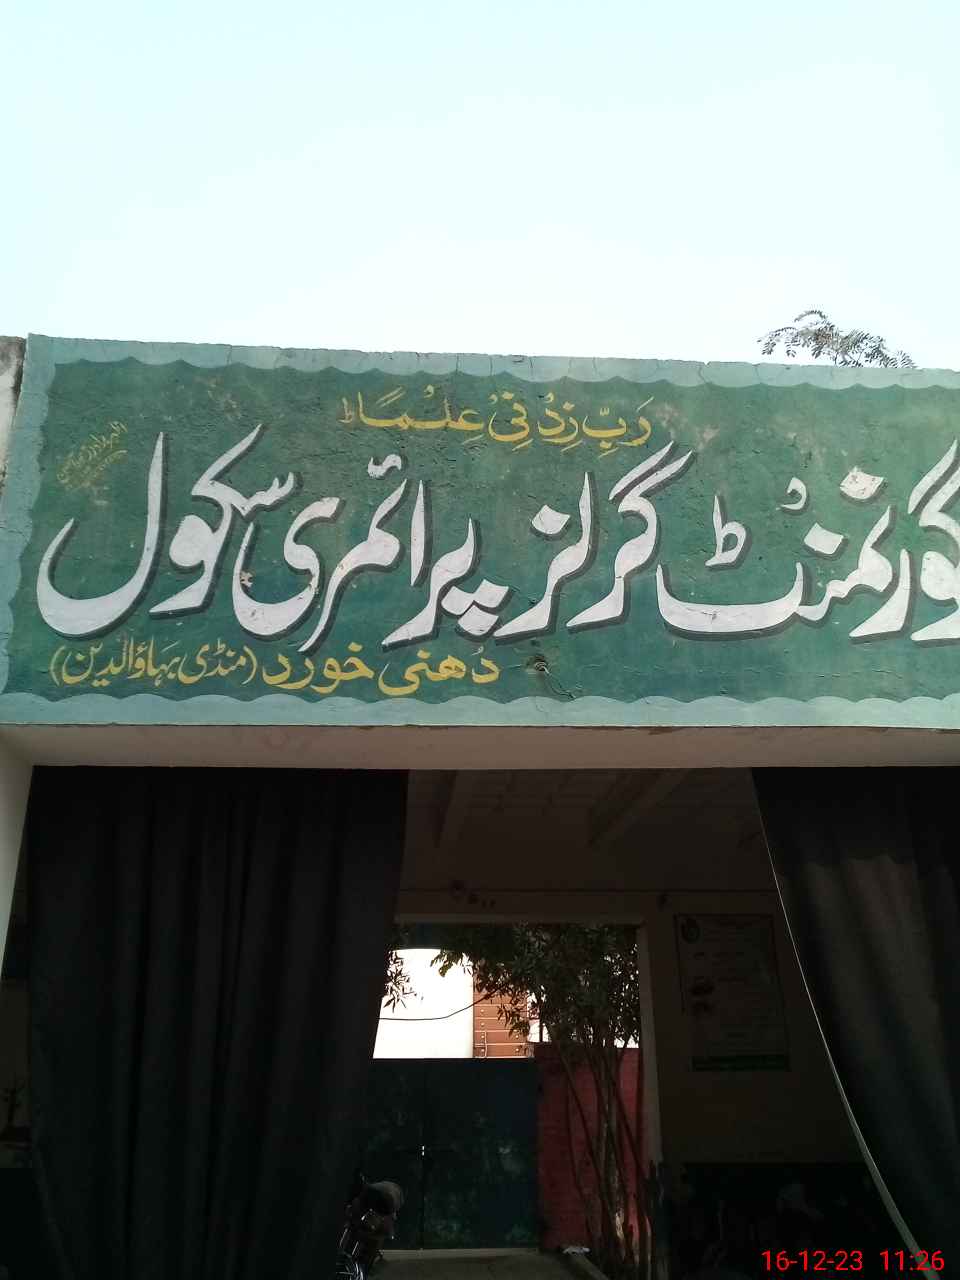 رَبِّ زِدْنِیْ عِلْمًا ط
گورنمنٹ گرلز پرائمری سکول
دُھنی خورد (منڈی بہاؤالدین)
16-12-23 11:26